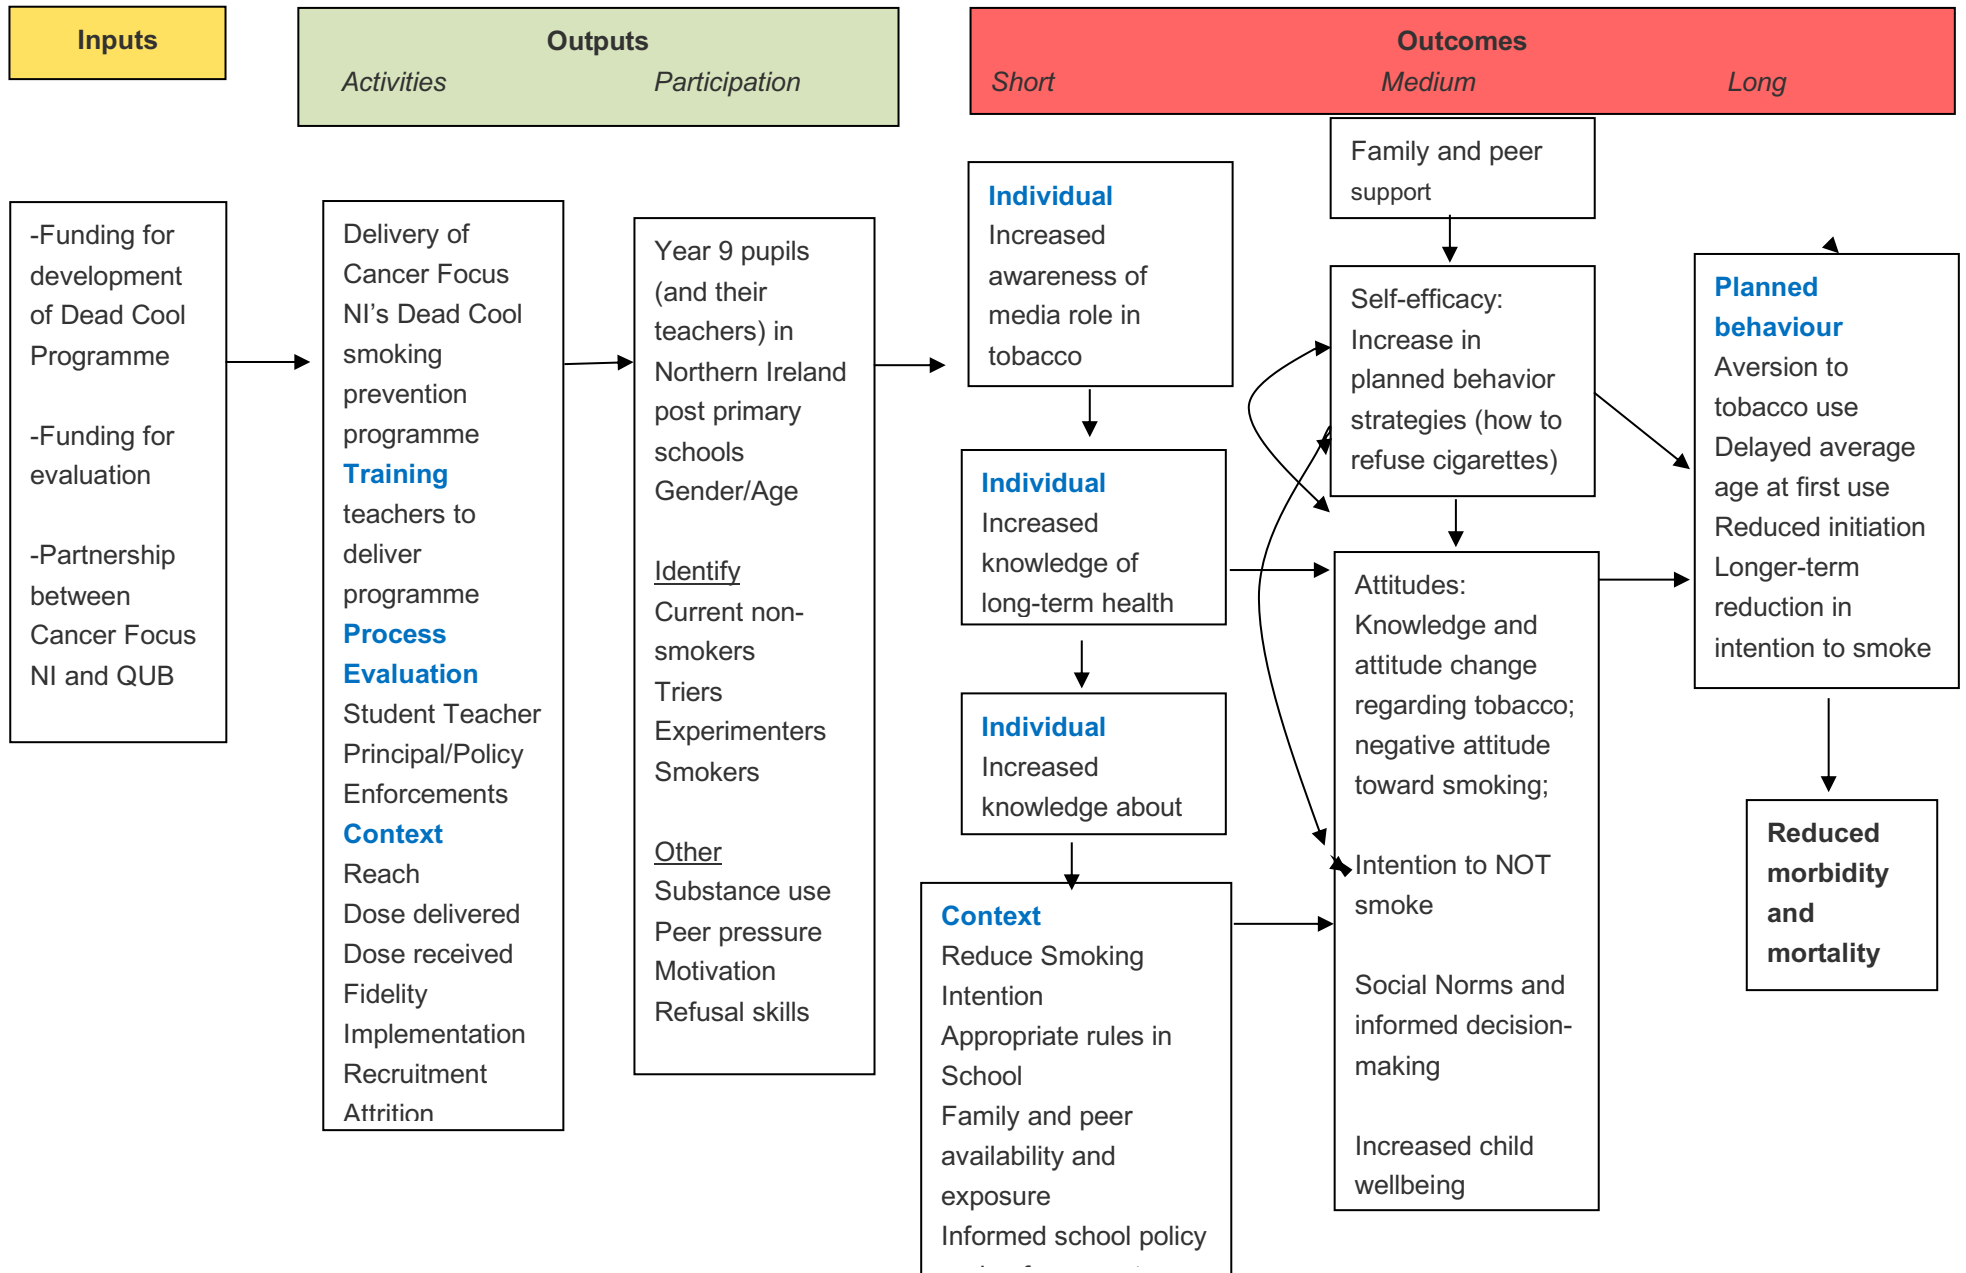 Inputs
Outputs
Activities Participation
Outcomes
Short Medium Long
-Funding for
development
of Dead Cool
Programme
-Funding for
evaluation
-Partnership
between
Cancer Focus
NI and QUB
Delivery of
Cancer Focus
NI’s Dead Cool
smoking
prevention
programme
Training
teachers to
deliver
programme
Process
Evaluation
Student Teacher
Principal/Policy
Enforcements
Context
Reach
Dose delivered
Dose received
Fidelity
Implementation
Recruitment
Attrition
Year 9 pupils
(and their
teachers) in
Northern Ireland
post primary
schools
Gender/Age
Identify
Current non-
smokers
Triers
Experimenters
Smokers
Other
Substance use
Peer pressure
Motivation
Refusal skills
Individual
Increased
awareness of
media role in
tobacco
Individual
Increased
knowledge of
long-term health
Individual
Increased
knowledge about
Context
Reduce Smoking
Intention
Appropriate rules in
School
Family and peer
availability and
exposure
Informed school policy
Family and peer
support
Self-efficacy:
Increase in
planned behavior
strategies (how to
refuse cigarettes)
Attitudes:
Knowledge and
attitude change
regarding tobacco;
negative attitude
toward smoking;
Intention to NOT
smoke
Social Norms and
informed decision-
making
Increased child
wellbeing
Planned
behaviour
Aversion to
tobacco use
Delayed average
age at first use
Reduced initiation
Longer-term
reduction in
intention to smoke
Reduced
morbidity
and
mortality